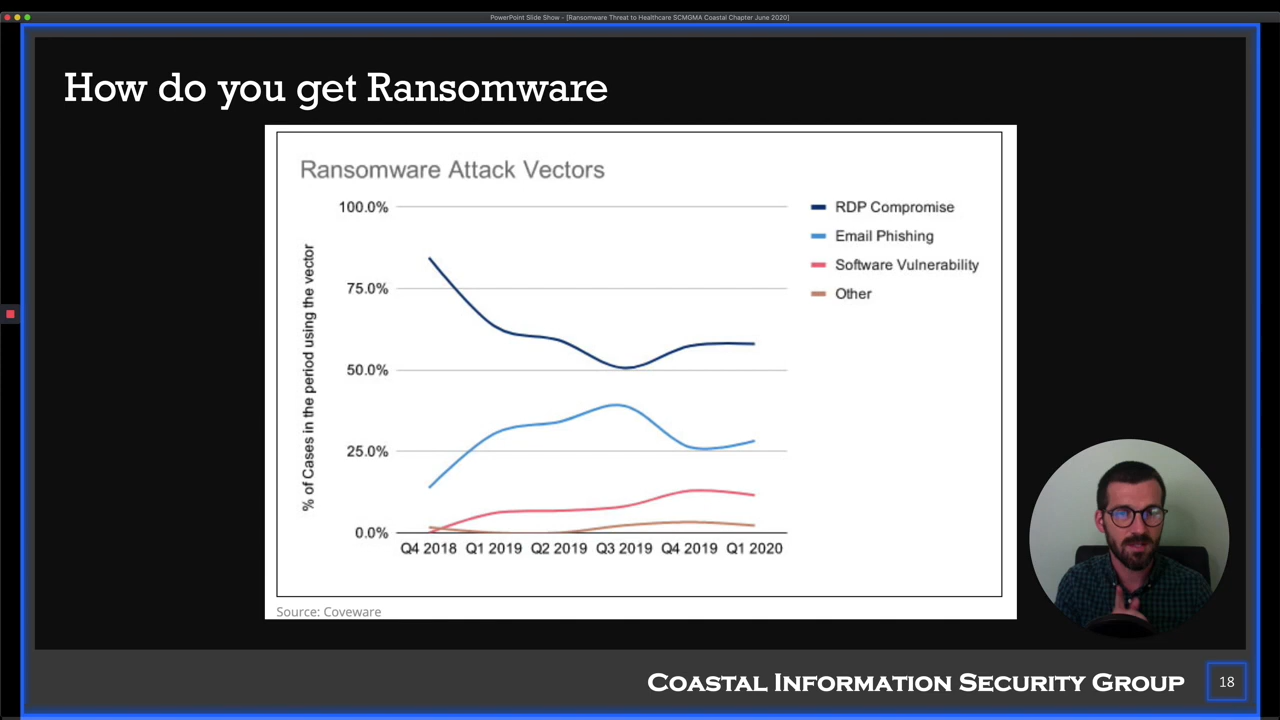 PowerPoint Slide Show - [Ransomware Threat to Healthcare SCMGMA Coastal Chapter June 2020]
How do you get Ransomware
Ransomware Attack Vectors
% of Cases in the period using the vector
100.0%
75.0%
50.0%
25.0%
0.0%
Q4 2018 Q1 2019 Q2 2019 Q3 2019 Q4 2019 Q1 2020
RDP Compromise
Email Phishing
Software Vulnerability
Other
Source: Coveware
COASTAL INFORMATION SECURITY GROUP
18